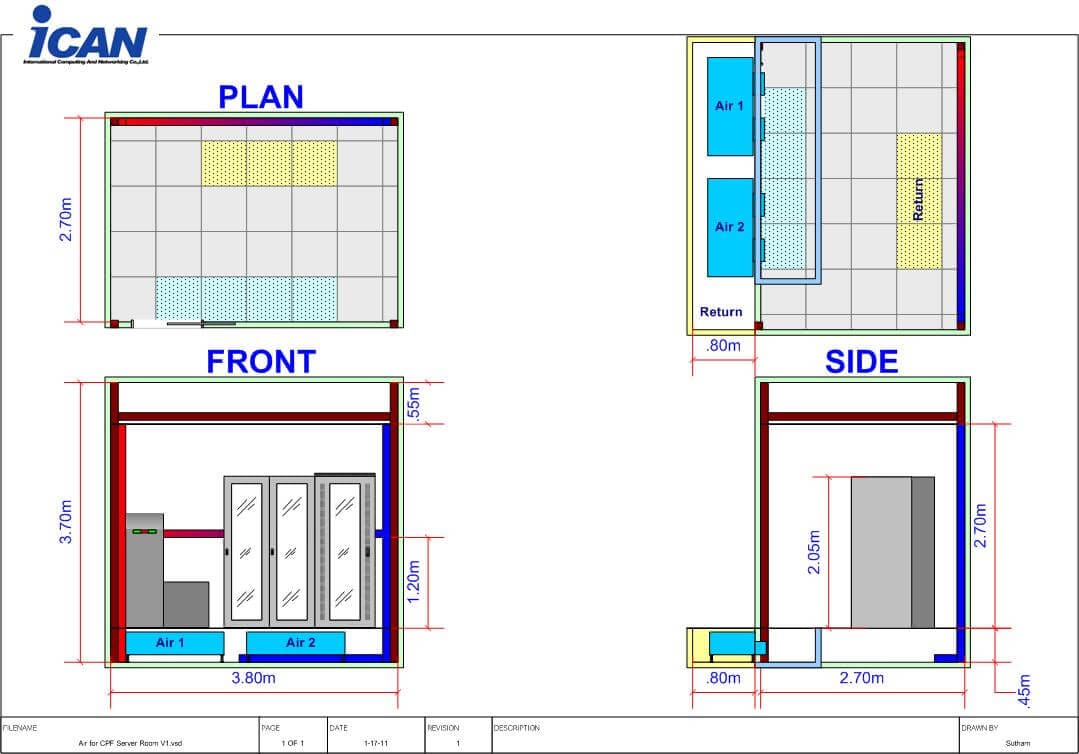 iCAN
International Computing And Networking Co.,Ltd.
PLAN
2.70m
Air 1
Air 2
Return
Return
.80m
FRONT
SIDE
.55m
3.70m
1.20m
Air 1
Air 2
3.80m
2.05m
2.70m
.80m
2.70m
.45m
FILENAME
Air for CPF Server Room V1.vsd
PAGE
1 OF 1
DATE
1-17-11
REVISION
1
DESCRIPTION
DRAWN BY
Sutham